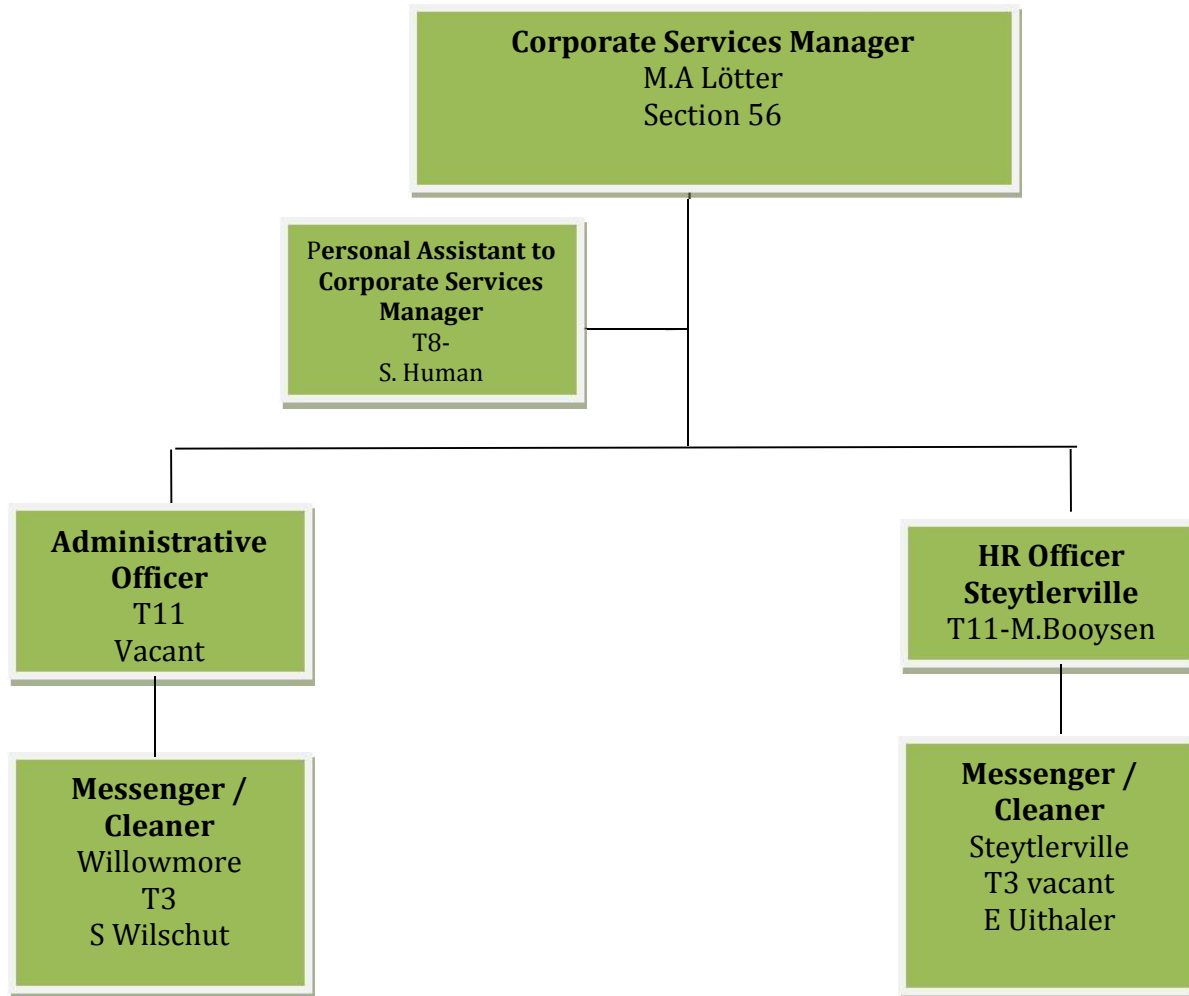 Corporate Services Manager
M.A Lötter
Section 56
Personal Assistant to
Corporate Services
Manager
T8-
S. Human
Administrative
Officer
T11
Vacant
HR Officer
Steytlerville
T11-M.Booysen
Messenger /
Cleaner
Willowmore
T3
S Wilschut
Messenger /
Cleaner
Steytlerville
T3 vacant
E Uithaler